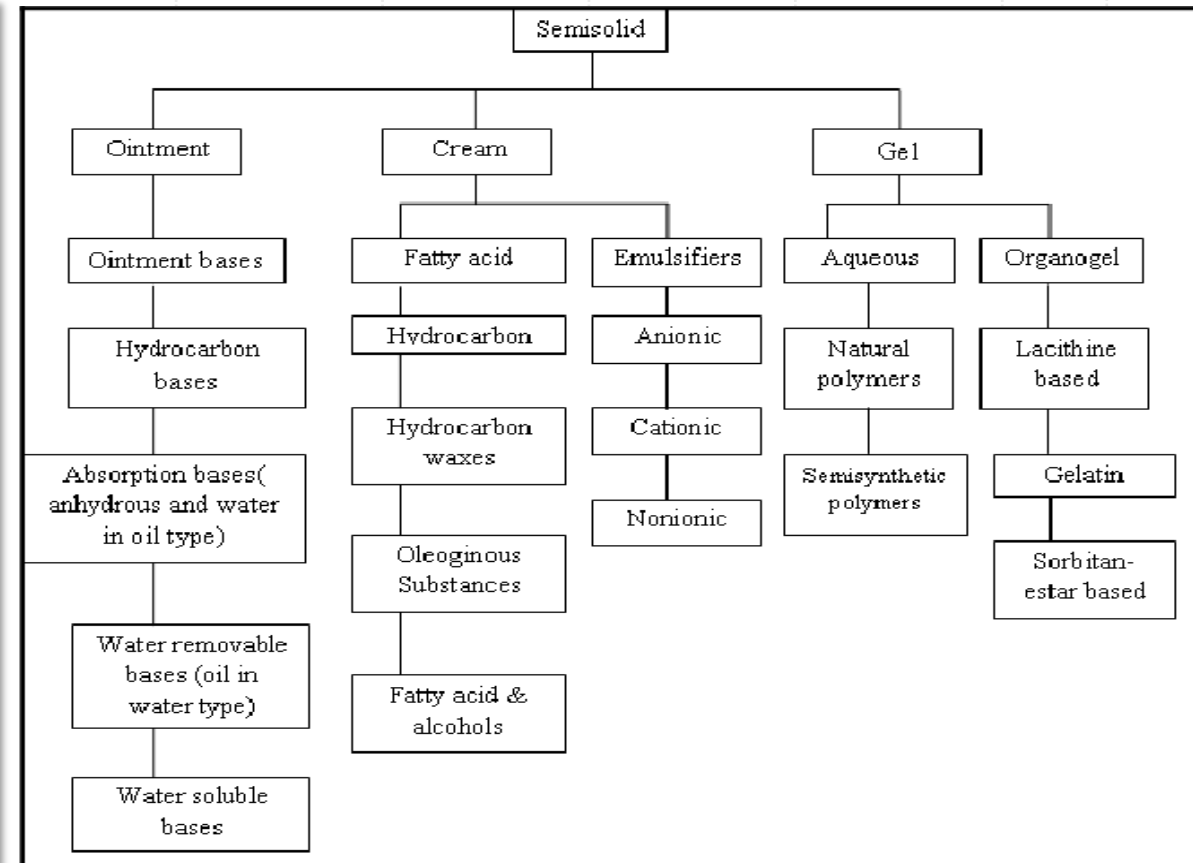 Semisolid
Ointment
Cream
Gel
Ointment bases
Fatty acid
Emulsifiers
Aqueous
Organogel
Hydrocarbon
bases
Hydrocarbon
Anionic
Natural
polymers
Lacithine
based
Absorption bases(
anhydrous and water
in oil type)
Hydrocarbon
waxes
Cationic
Semisynthetic
polymers
Gelatin
Nonionic
Oleoginous
Substances
Sorbitan-
estar based
Water removable
bases (oil in
water type)
Fatty acid &
alcohols
Water soluble
bases